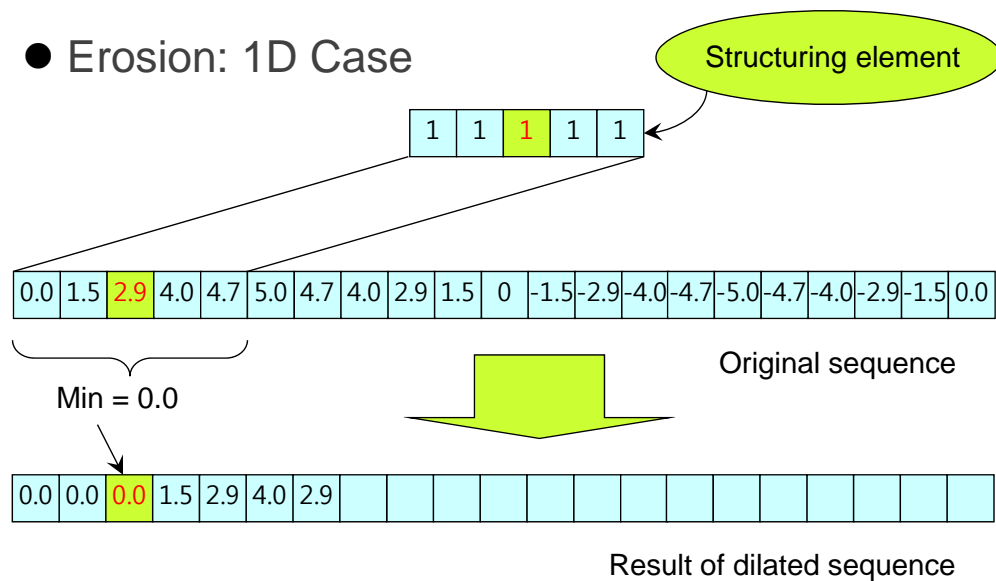 ● Erosion: 1D Case
Structuring element
1 1 1 1 1
0.0 1.5 2.9 4.0 4.7 5.0 4.7 4.0 2.9 1.5 0 -1.5 -2.9 -4.0 -4.7 -5.0 -4.7 -4.0 -2.9 -1.5 0.0
Original sequence
Min = 0.0
0.0 0.0 0.0 1.5 2.9 4.0 2.9
Result of dilated sequence